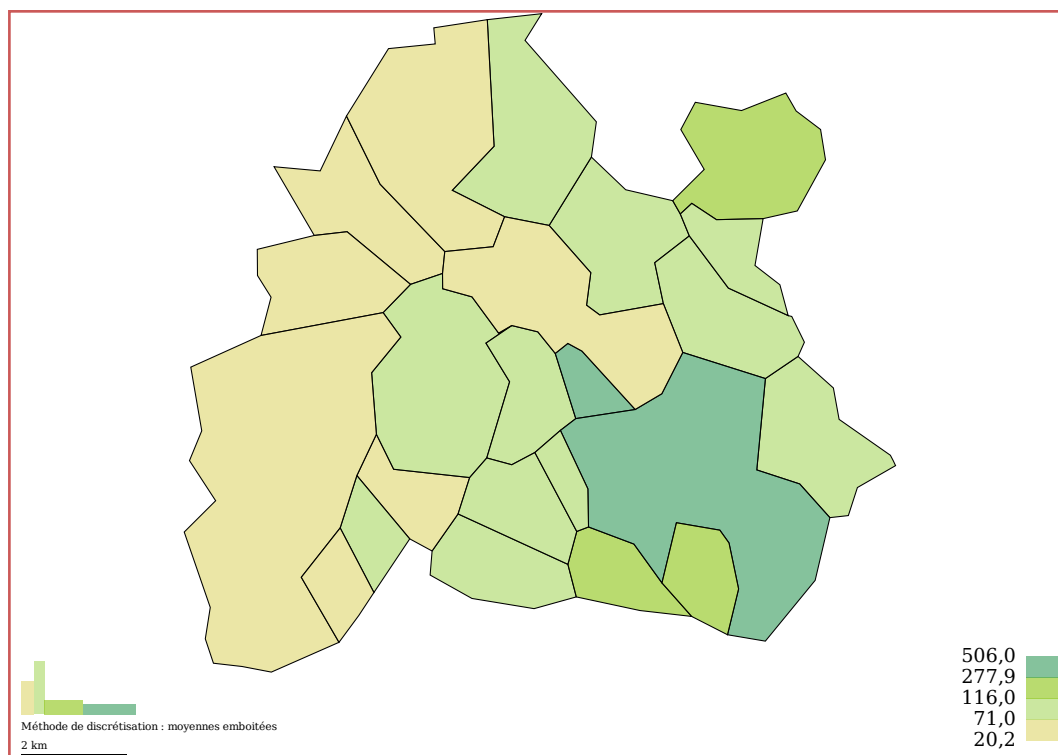 506,0
277,9
116,0
71,0
20,2
Méthode de discrétisation : moyennes emboitées
2 km